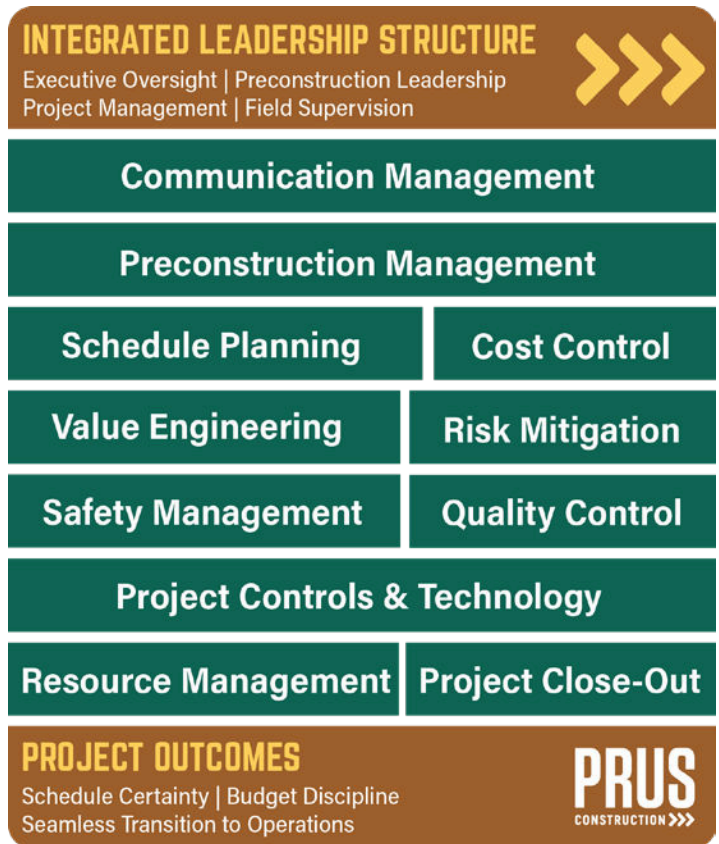 INTEGRATED LEADERSHIP STRUCTURE
Executive Oversight | Preconstruction Leadership
Project Management | Field Supervision
Communication Management
Preconstruction Management
Schedule Planning
Cost Control
Value Engineering
Risk Mitigation
Safety Management
Quality Control
Project Controls & Technology
Resource Management
Project Close-Out
PROJECT OUTCOMES
Schedule Certainty | Budget Discipline
Seamless Transition to Operations
PRUS
CONSTRUCTION